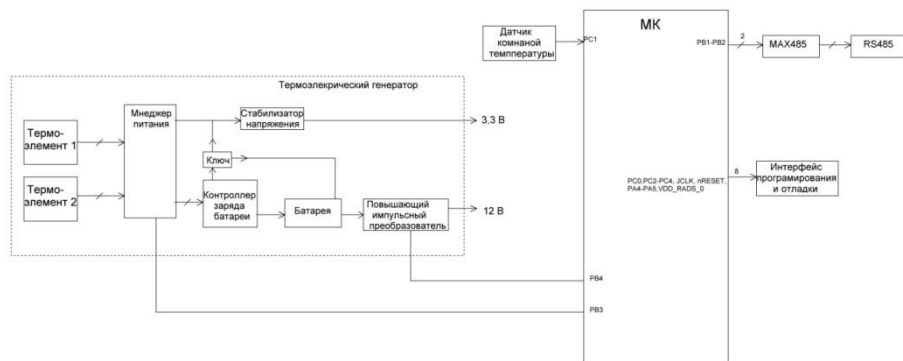 МК
Датчик
комнаной
темппературы
PC1
PB1-PB2
2
MAX485
RS485
Термоэлекрический генератор
Термо-
элемент 1
Термо-
элемент 2
Мнеджер
питания
Стабилизатор
напряжения
3,3 В
Ключ
Контроллер
заряда
батареи
Батарея
Повышающий
импульсный
преобразователь
12 В
PC0,PC2-PC4, JCLK, nRESET,
PA4-PA5,VDD_RADS_0
8
Интерфейс
програмирования
и отладки
PB4
PB3